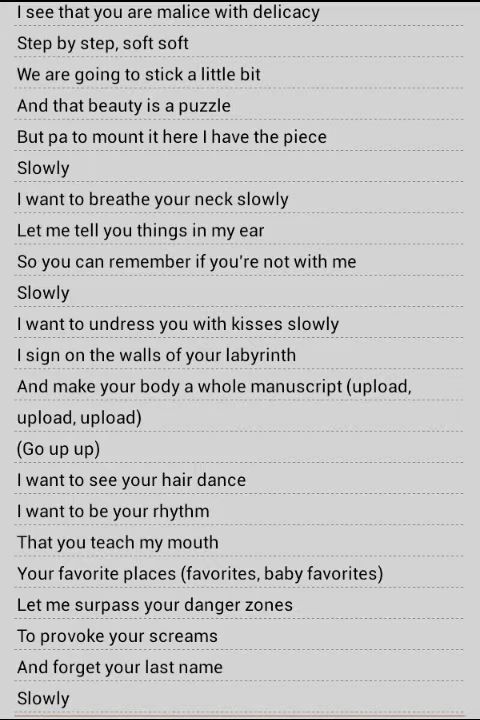 I see that you are malice with delicacy
Step by step, soft soft
We are going to stick a little bit
And that beauty is a puzzle
But pa to mount it here I have the piece
Slowly
I want to breathe your neck slowly
Let me tell you things in my ear
So you can remember if you're not with me
Slowly
I want to undress you with kisses slowly
I sign on the walls of your labyrinth
And make your body a whole manuscript (upload,
upload, upload)
(Go up up)
I want to see your hair dance
I want to be your rhythm
That you teach my mouth
Your favorite places (favorites, baby favorites)
Let me surpass your danger zones
To provoke your screams
And forget your last name
Slowly